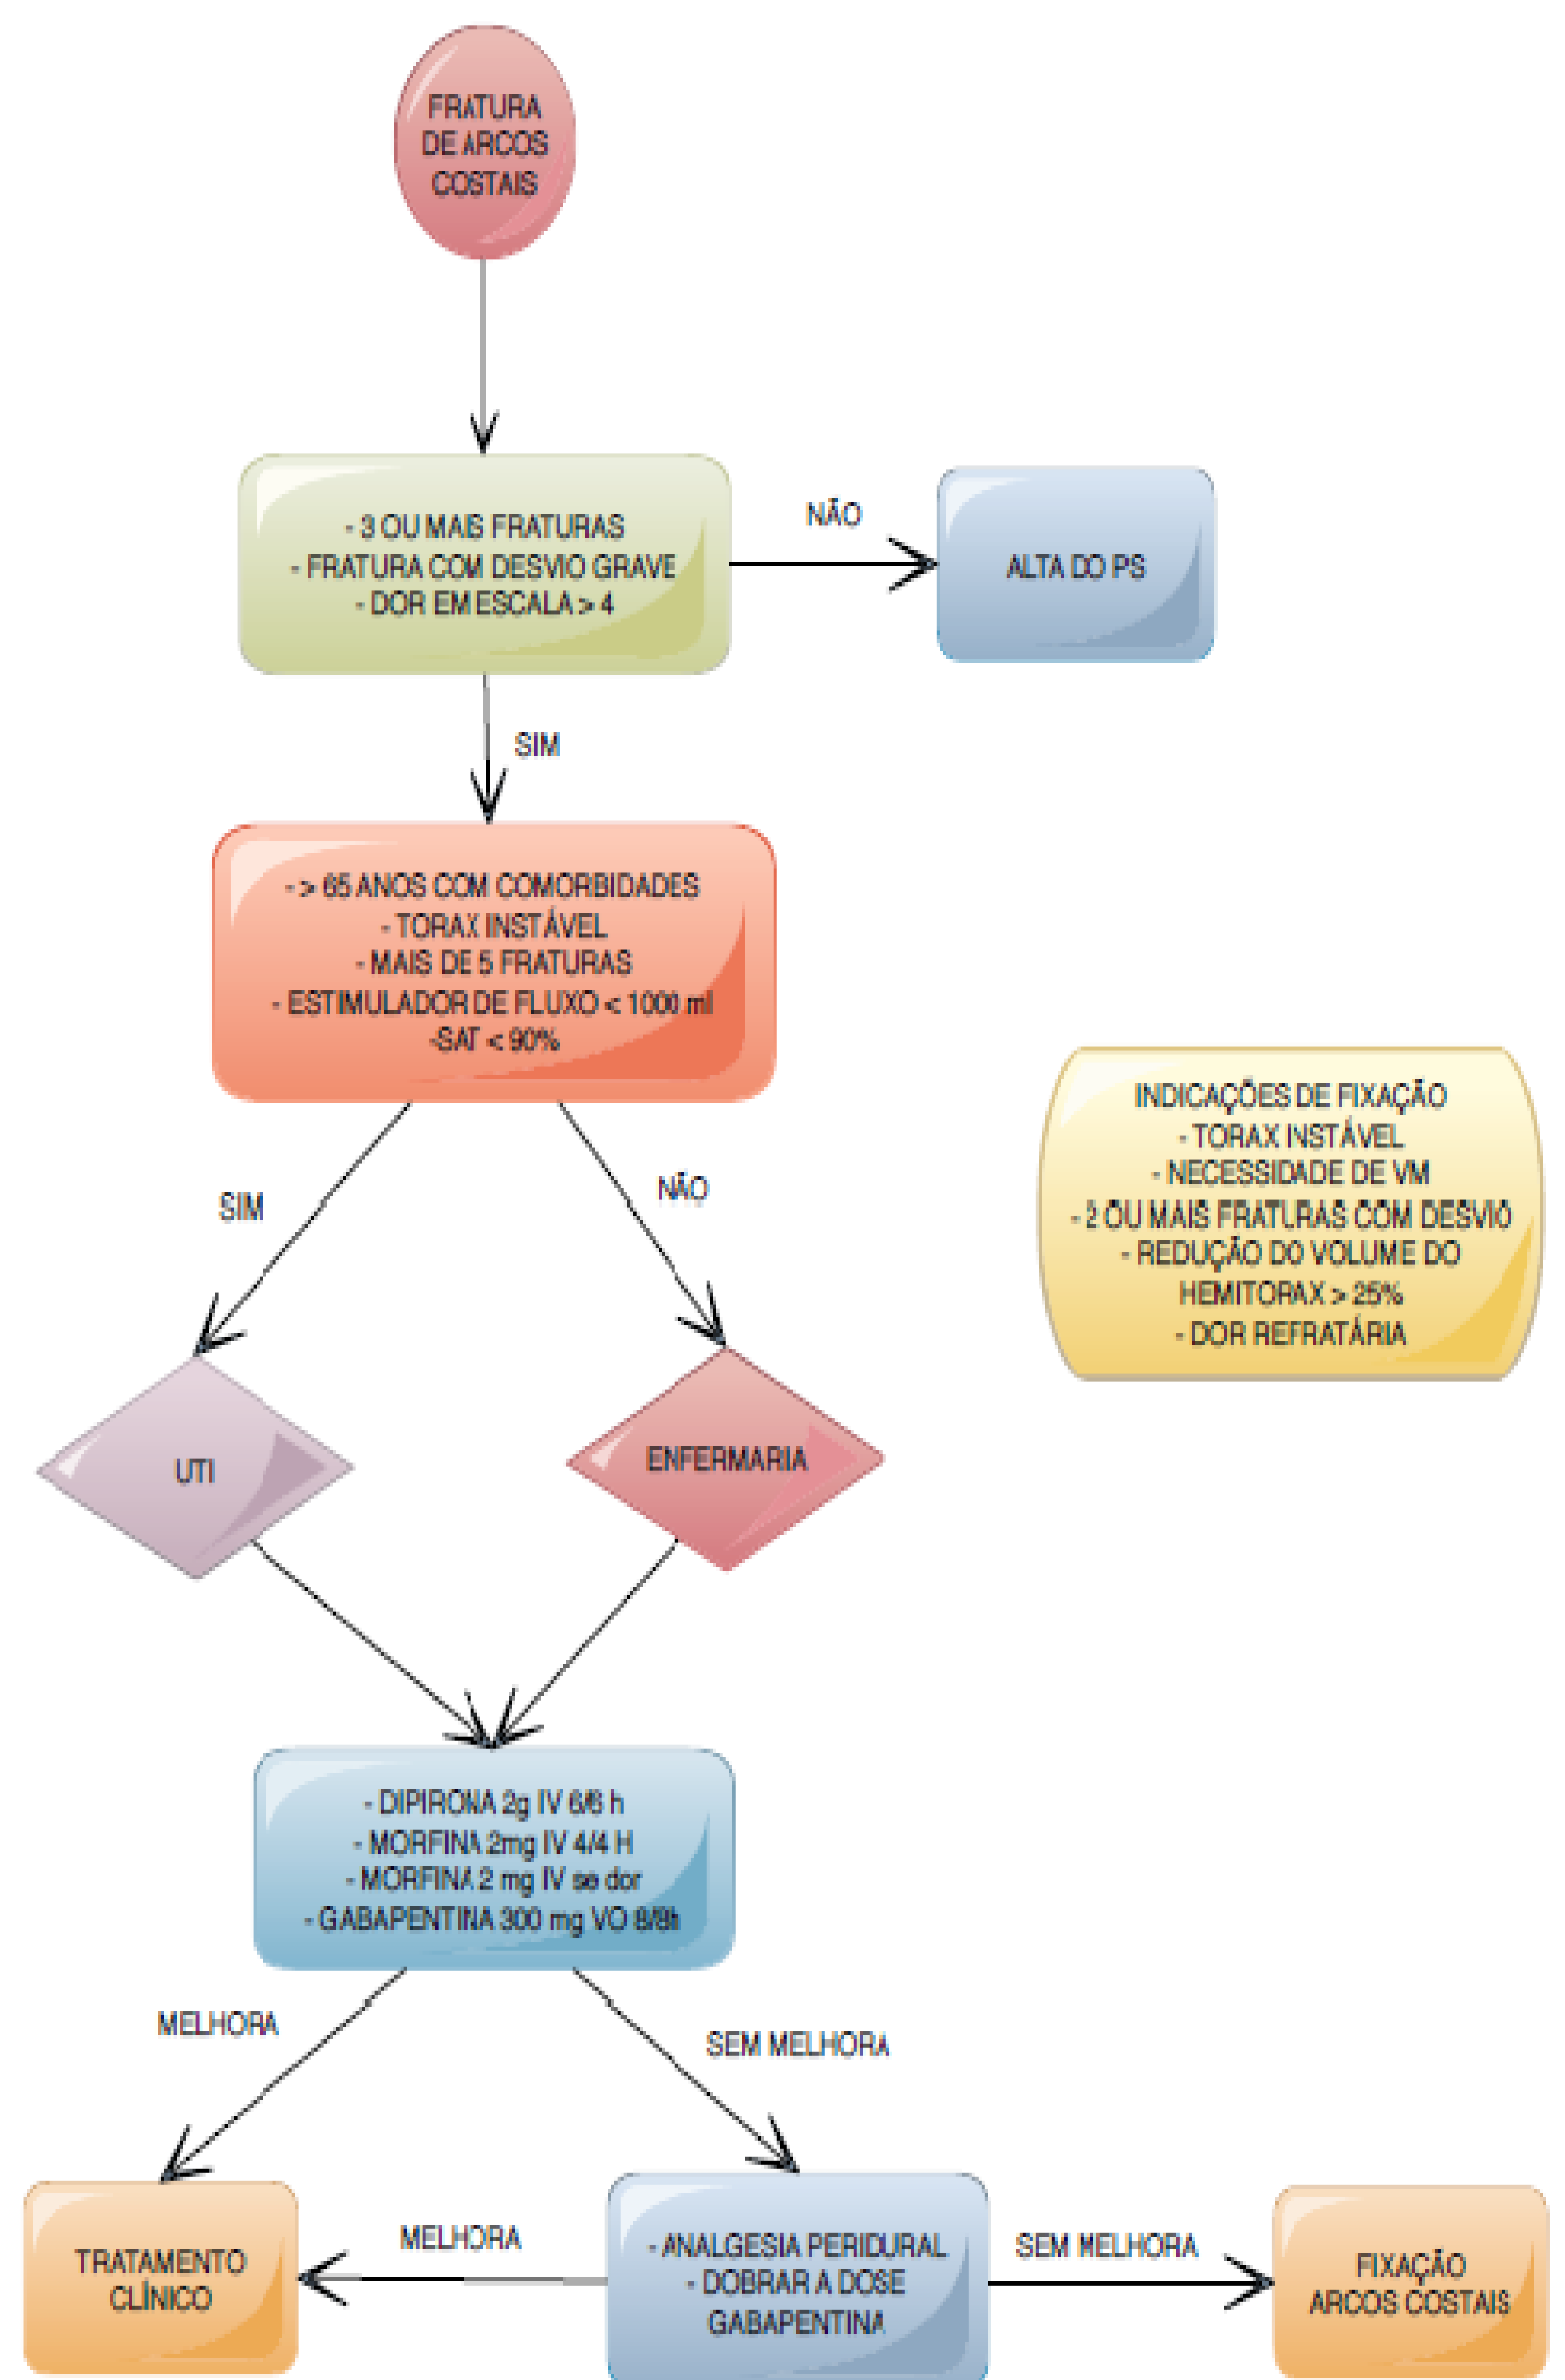 FRATURA
DE ARCOS
COSTAIS
- 3 OU MAIS FRATURAS
- FRATURA COM DESVIO GRAVE
- DOR EM ESCALA > 4
NÃO
ALTA DO PS
SIM
- > 65 ANOS COM COMORBIDADES
- TORAX INSTÁVEL
- MAIS DE 5 FRATURAS
- ESTIMULADOR DE FLUXO < 1000 ml
-SAT < 90%
INDICAÇÕES DE FIXAÇÃO
- TORAX INSTÁVEL
- NECESSIDADE DE VM
- 2 OU MAIS FRATURAS COM DESVIO
- REDUÇÃO DO VOLUME DO
HEMITORAX > 25%
- DOR REFRATÁRIA
SIM
NÃO
UTI
ENFERMARIA
- DIPIRONA 2g IV 6/6 h
- MORFINA 2mg IV 4/4 H
- MORFINA 2 mg IV se dor
- GABAPENTINA 300 mg VO 8/8h
MELHORA
SEM MELHORA
TRATAMENTO
CLÍNICO
MELHORA
- ANALGESIA PERIDURAL
- DOBRAR A DOSE
GABAPENTINA
SEM MELHORA
FIXAÇÃO
ARCOS COSTAIS